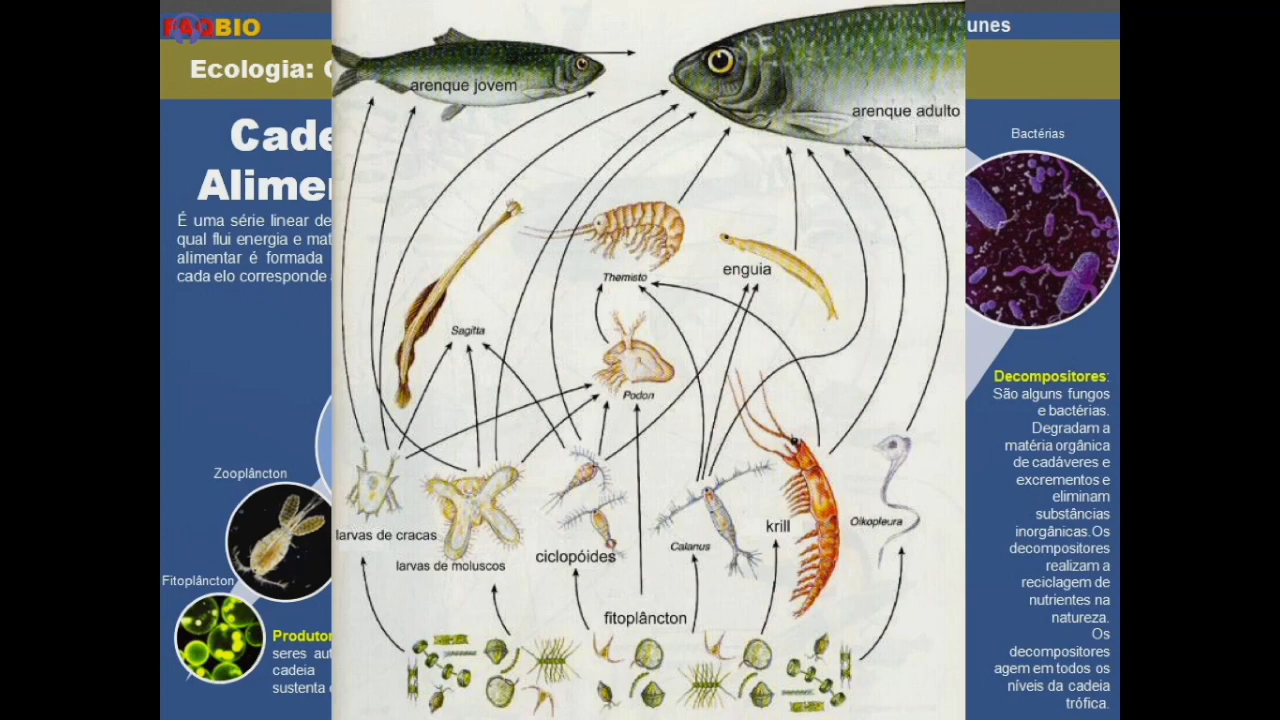 FAQBIO
unes
Ecologia: C
Cade
Alimen
É uma série linear de
qual flui energia e mat
alimentar é formada
cada elo corresponde
arenque jovem
arenque adulto
Themisto
enguia
Sagitta
Podon
larvas de cracas
larvas de moluscos
ciclopóides
Calanus
krill
Oikopleura
fitoplâncton
Zooplâncton
Fitoplâncton
Produtor
seres aut
cadeia
sustenta
Bactérias
Decompositores:
São alguns fungos
e bactérias.
Degradam a
matéria orgânica
de cadáveres e
excrementos e
eliminam
substâncias
inorgânicas.Os
decompositores
realizam a
reciclagem de
nutrientes na
natureza.
Os
decompositores
agem em todos os
níveis da cadeia
trófica.